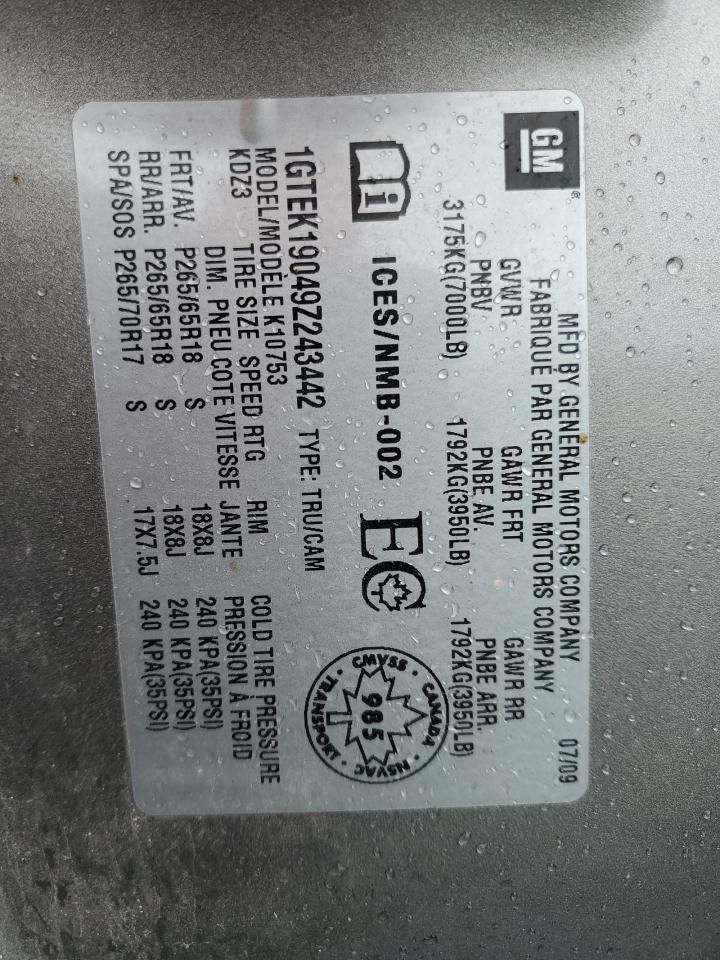 GM®
MFD BY GENERAL MOTORS COMPANY 07/09
FABRIQUÉ PAR GENERAL MOTORS COMPANY
GVWR GAWR FRT GAWR RR
PNBV PNBE AV. PNBE ARR.
3175KG(7000LB) 1792KG(3950LB) 1792KG(3950LB)
i ICES/NMB-002 EC
CMVSS · CANADA · NSVAC · TRANSPORT ·
985
1GTEK19049Z243442 TYPE: TRU/CAM
MODEL/MODÈLE K10753
KDZ3 TIRE SIZE SPEED RTG RIM COLD TIRE PRESSURE
DIM. PNEU COTE VITESSE JANTE PRESSION À FROID
FRT/AV. P265/65R18 S 18X8J 240 KPA(35PSI)
RR/ARR. P265/65R18 S 18X8J 240 KPA(35PSI)
SPA/SOS P265/70R17 S 17X7.5J 240 KPA(35PSI)